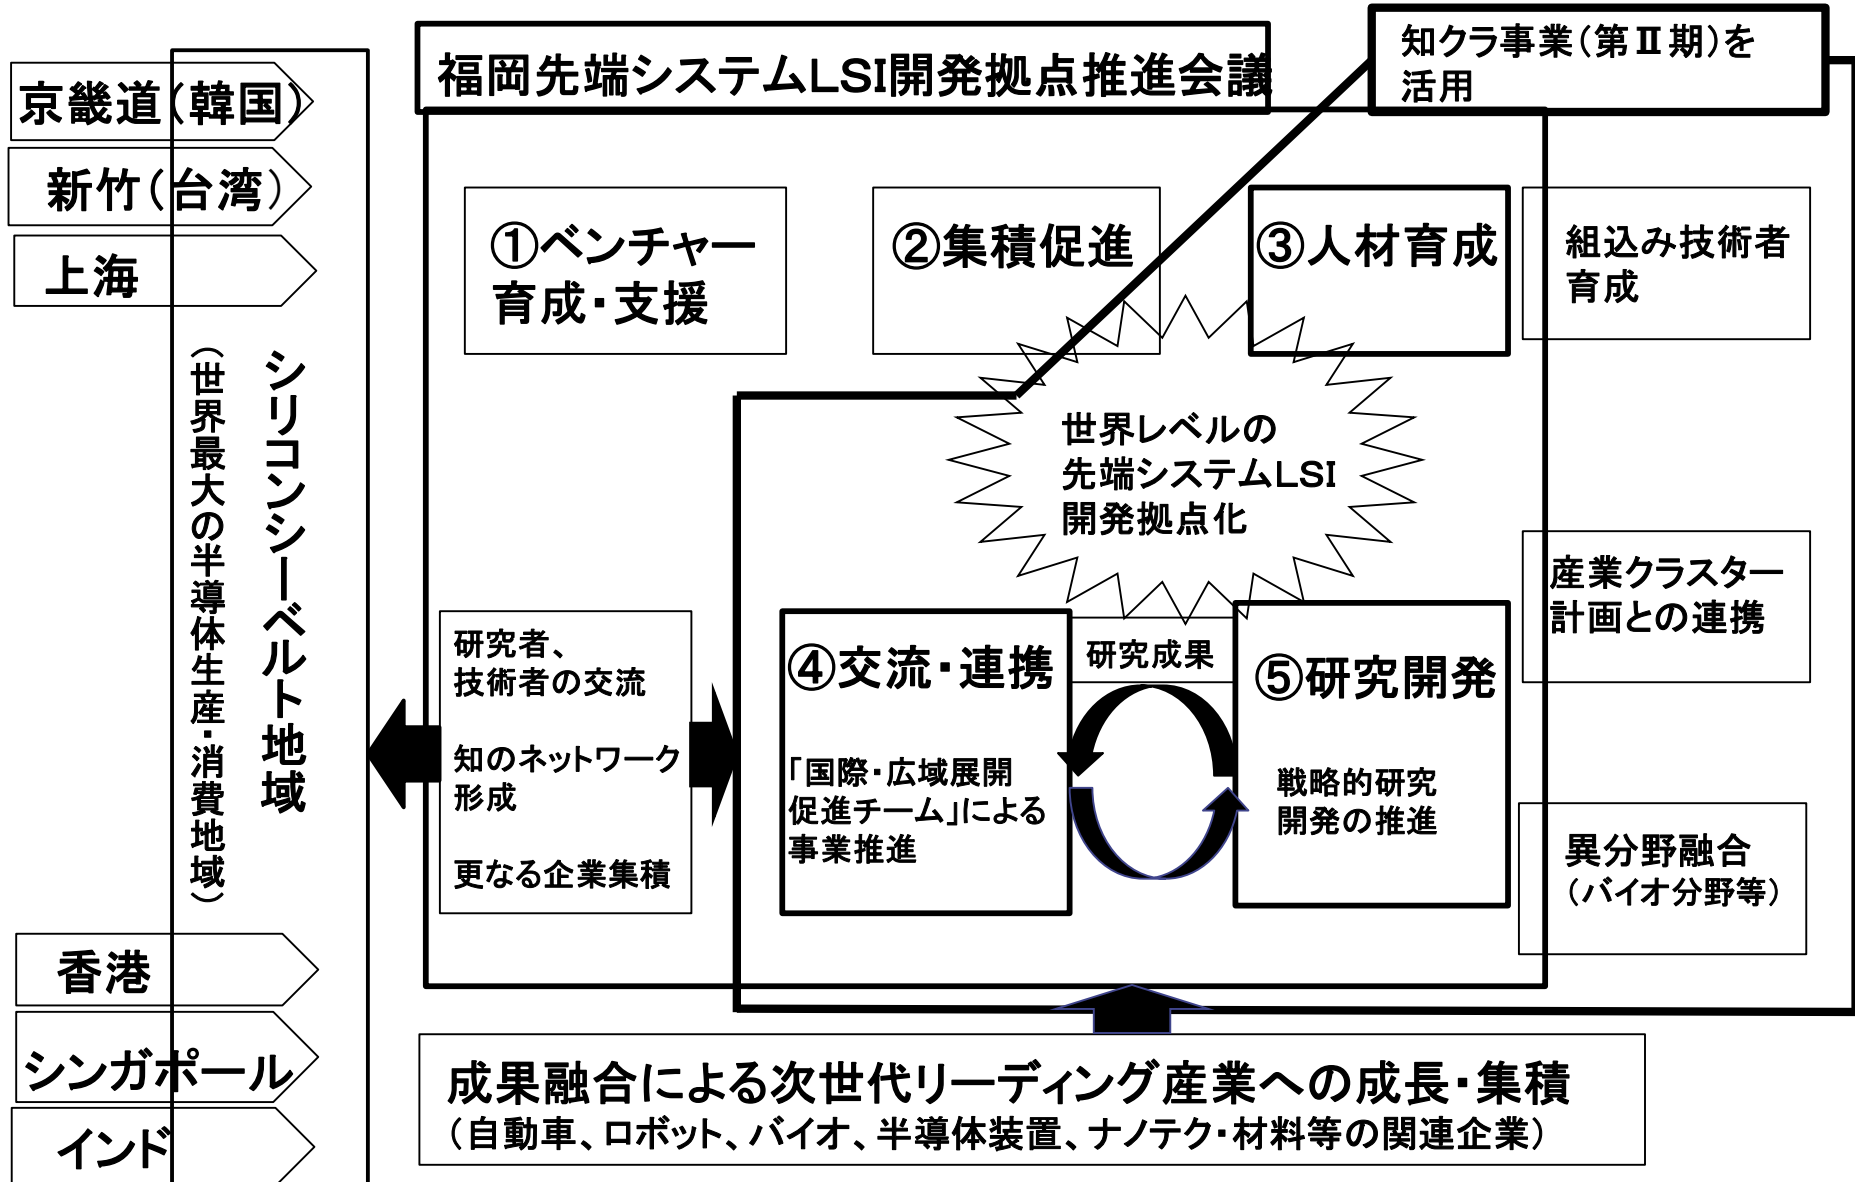 福岡先端システムLSI開発拠点推進会議
知クラ事業(第Ⅱ期)を
活用
京畿道(韓国)
新竹(台湾)
上海
シリコンシーベルト地域
(世界最大の半導体生産・消費地域)
香港
シンガポール
インド
①ベンチャー
育成・支援
②集積促進
③人材育成
組込み技術者
育成
世界レベルの
先端システムLSI
開発拠点化
産業クラスター
計画との連携
研究者、
技術者の交流
知のネットワーク
形成
更なる企業集積
④交流・連携
「国際・広域展開
促進チーム」による
事業推進
研究成果
⑤研究開発
戦略的研究
開発の推進
異分野融合
(バイオ分野等)
成果融合による次世代リーディング産業への成長・集積
(自動車、ロボット、バイオ、半導体装置、ナノテク・材料等の関連企業)